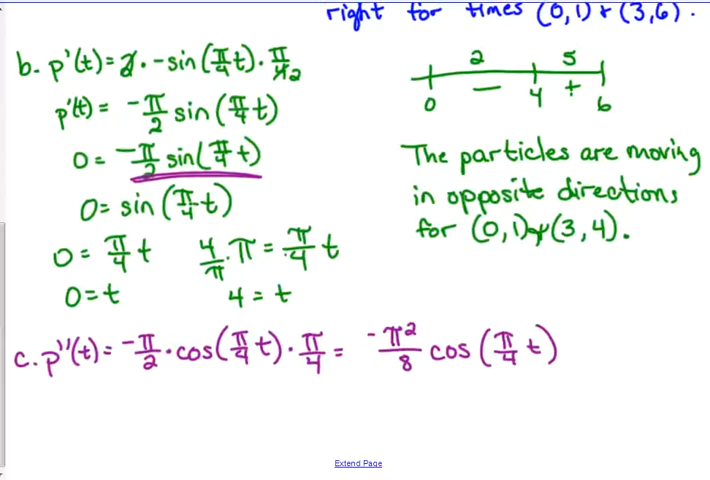 right for times (0,1) + (3,6).
b. p'(t) = 2 · -sin(π/4 t) · π/4 2
p'(t) = -π/2 sin(π/4 t)
0 = -π/2 sin(π/4 t)
0 = sin(π/4 t)
0 = π/4 t    4/π · π = π/4 t
0 = t    4 = t
2    5
0  —  4  +  6
The particles are moving
in opposite directions
for (0,1) + (3,4).
c. p''(t) = -π/2 · cos(π/4 t) · π/4 = -π²/8 cos(π/4 t)
Extend Page